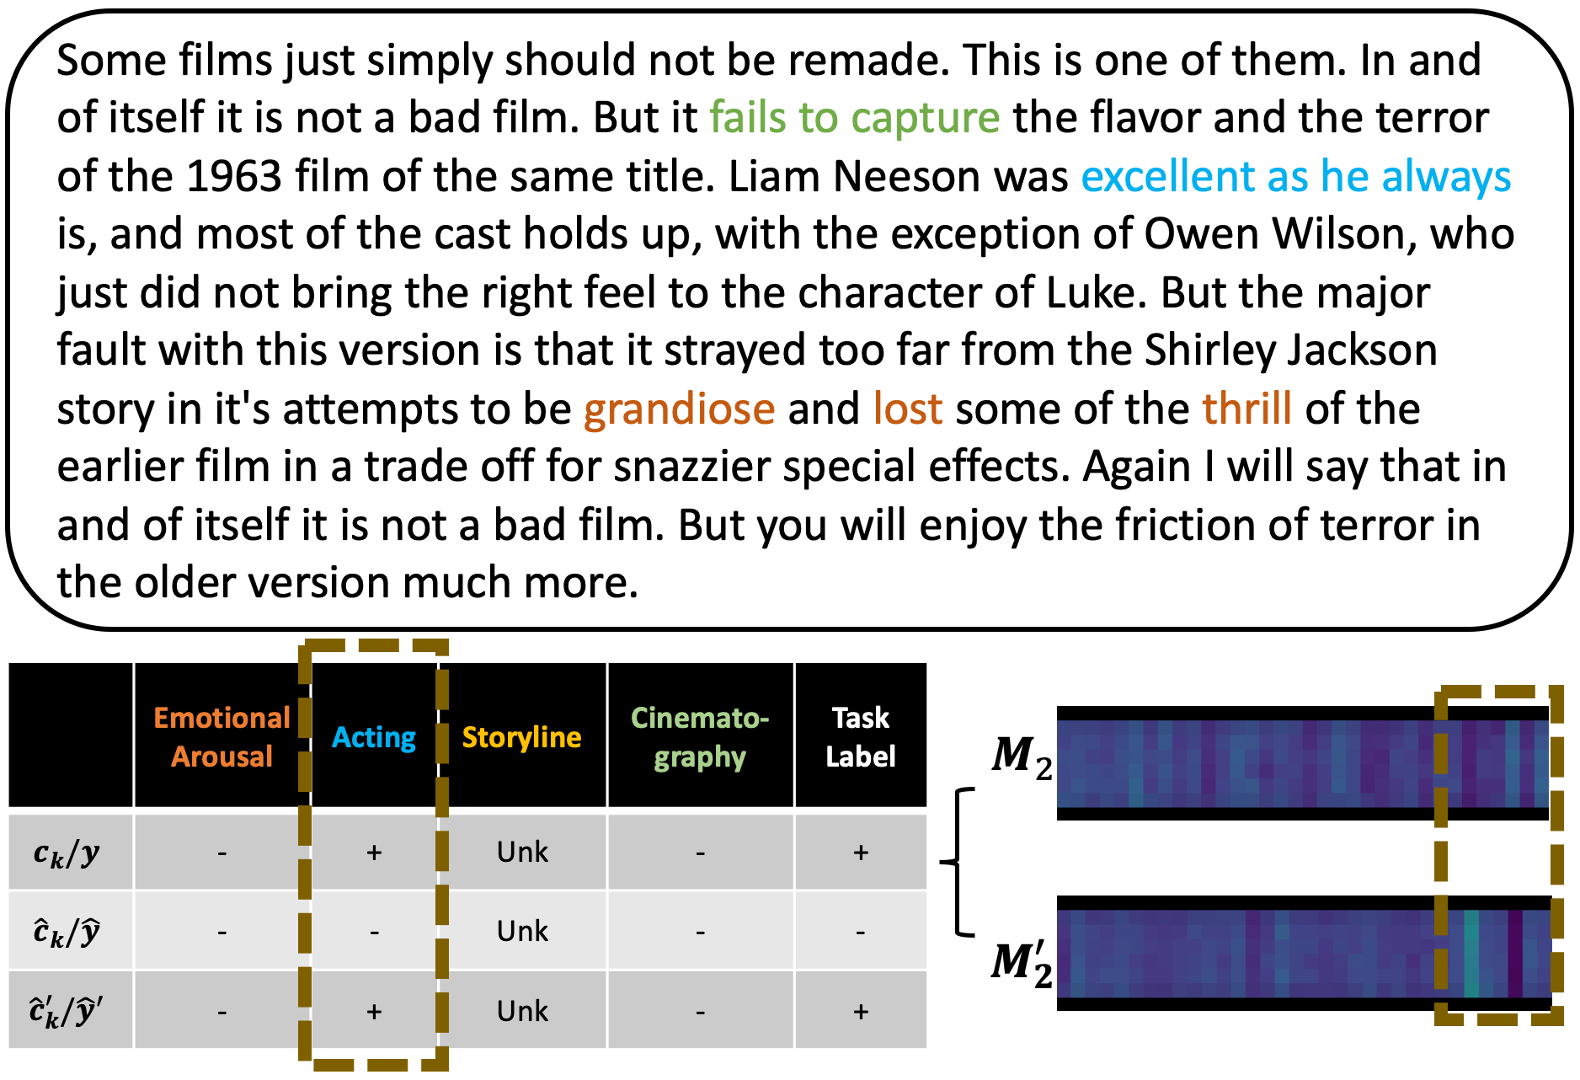 Some films just simply should not be remade. This is one of them. In and
of itself it is not a bad film. But it fails to capture the flavor and the terror
of the 1963 film of the same title. Liam Neeson was excellent as he always
is, and most of the cast holds up, with the exception of Owen Wilson, who
just did not bring the right feel to the character of Luke. But the major
fault with this version is that it strayed too far from the Shirley Jackson
story in it's attempts to be grandiose and lost some of the thrill of the
earlier film in a trade off for snazzier special effects. Again I will say that in
and of itself it is not a bad film. But you will enjoy the friction of terror in
the older version much more.
Emotional Arousal Acting Storyline Cinemato-graphy Task Label
cₖ/y - + Unk - +
ĉₖ/ŷ - - Unk - -
ĉ′ₖ/ŷ′ - + Unk - +
M₂
M′₂